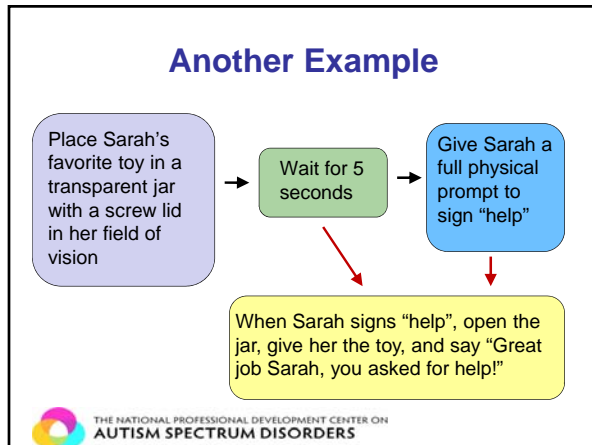 Another Example
Place Sarah's
favorite toy in a
transparent jar
with a screw lid
in her field of
vision
Wait for 5
seconds
Give Sarah a
full physical
prompt to
sign “help”
When Sarah signs “help”, open the
jar, give her the toy, and say “Great
job Sarah, you asked for help!”
THE NATIONAL PROFESSIONAL DEVELOPMENT CENTER ON
AUTISM SPECTRUM DISORDERS